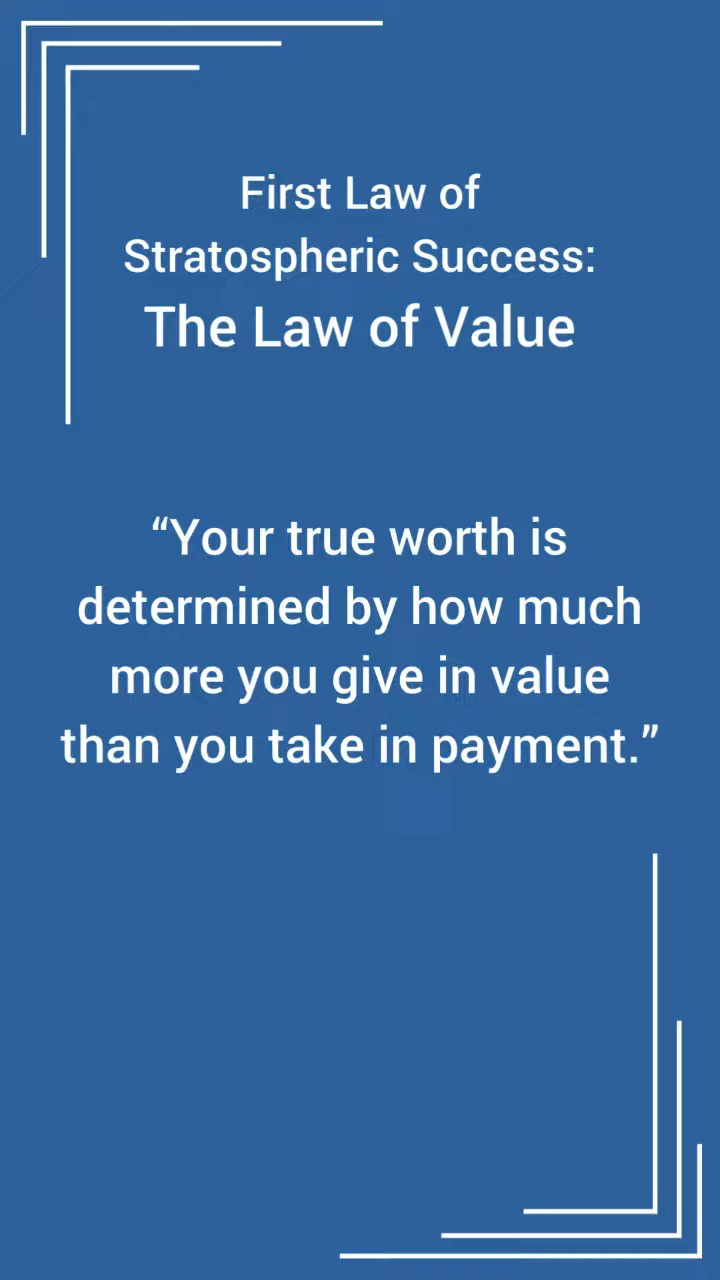 First Law of
Stratospheric Success:
The Law of Value
“Your true worth is
determined by how much
more you give in value
than you take in payment.”